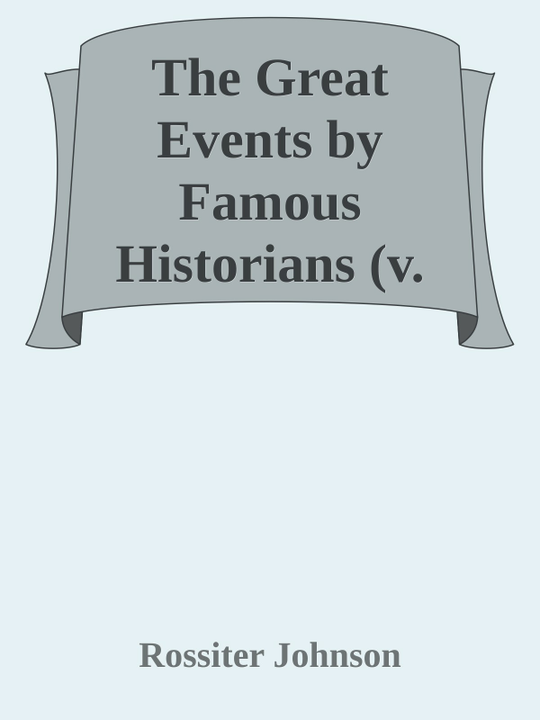 The Great
Events by
Famous
Historians (v.
Rossiter Johnson